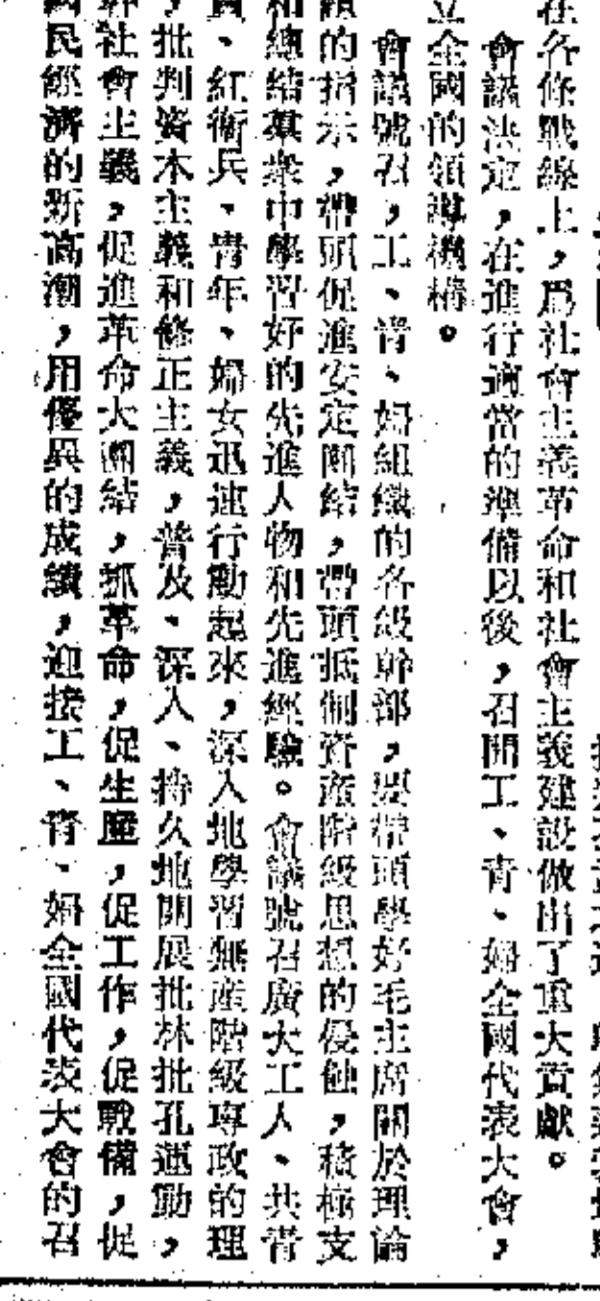 在各條戰線上，爲社會主義革命和社會主義建設做出了重大貢獻。
會議決定，在進行適當的準備以後，召開工、青、婦全國代表大會，
立全國的領導機構。
會議號召，工、青、婦組織的各級幹部，要帶頭學好毛主席關於理論
的指示，帶頭促進安定團結，帶頭抵制資産階級思想的侵蝕，積極支
和總結羣衆中學習好的先進人物和先進經驗。會議號召廣大工人、共青
員、紅衛兵、青年、婦女迅速行動起來，深入地學習無産階級專政的理
，批判資本主義和修正主義，普及、深入、持久地開展批林批孔運動，
社會主義，促進革命大團結，抓革命，促生産，促工作，促戰備，促
國民經濟的新高潮，用優異的成績，迎接工、青、婦全國代表大會的召